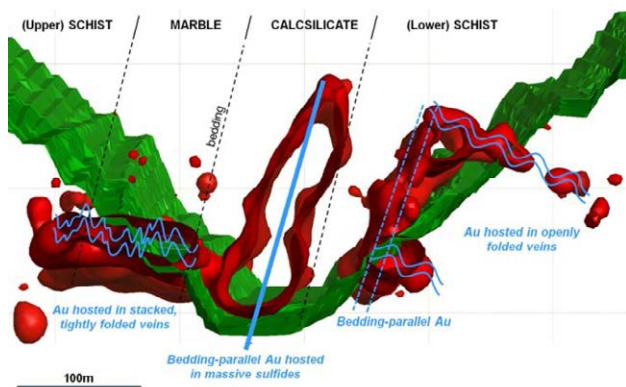 (Upper) SCHIST
MARBLE
CALCSILICATE
(Lower) SCHIST
bedding
Au hosted in openly
folded veins
Au hosted in stacked,
tightly folded veins
Bedding-parallel Au
Bedding-parallel Au hosted
in massive sulfides
100m